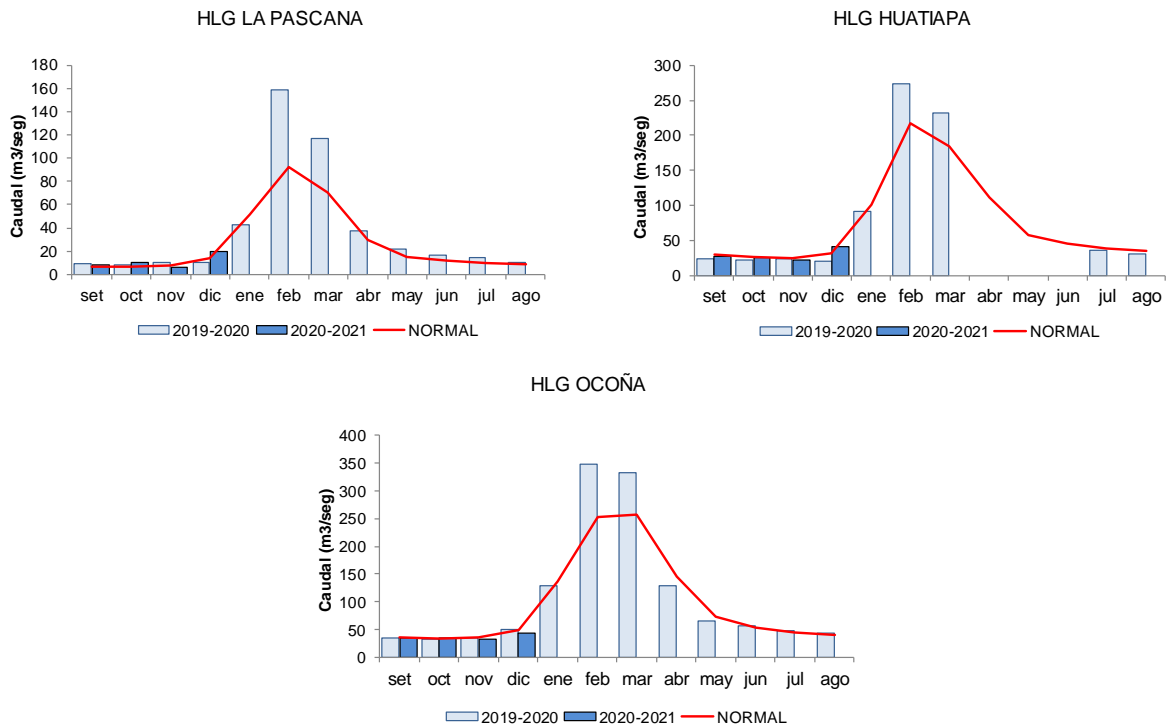 HLG LA PASCANA
Caudal (m3/seg)
180
160
140
120
100
80
60
40
20
0
set oct nov dic ene feb mar abr may jun jul ago
2019-2020 2020-2021 NORMAL
HLG HUATIAPA
Caudal (m3/seg)
300
250
200
150
100
50
0
set oct nov dic ene feb mar abr may jun jul ago
2019-2020 2020-2021 NORMAL
HLG OCOÑA
Caudal (m3/seg)
400
350
300
250
200
150
100
50
0
set oct nov dic ene feb mar abr may jun jul ago
2019-2020 2020-2021 NORMAL